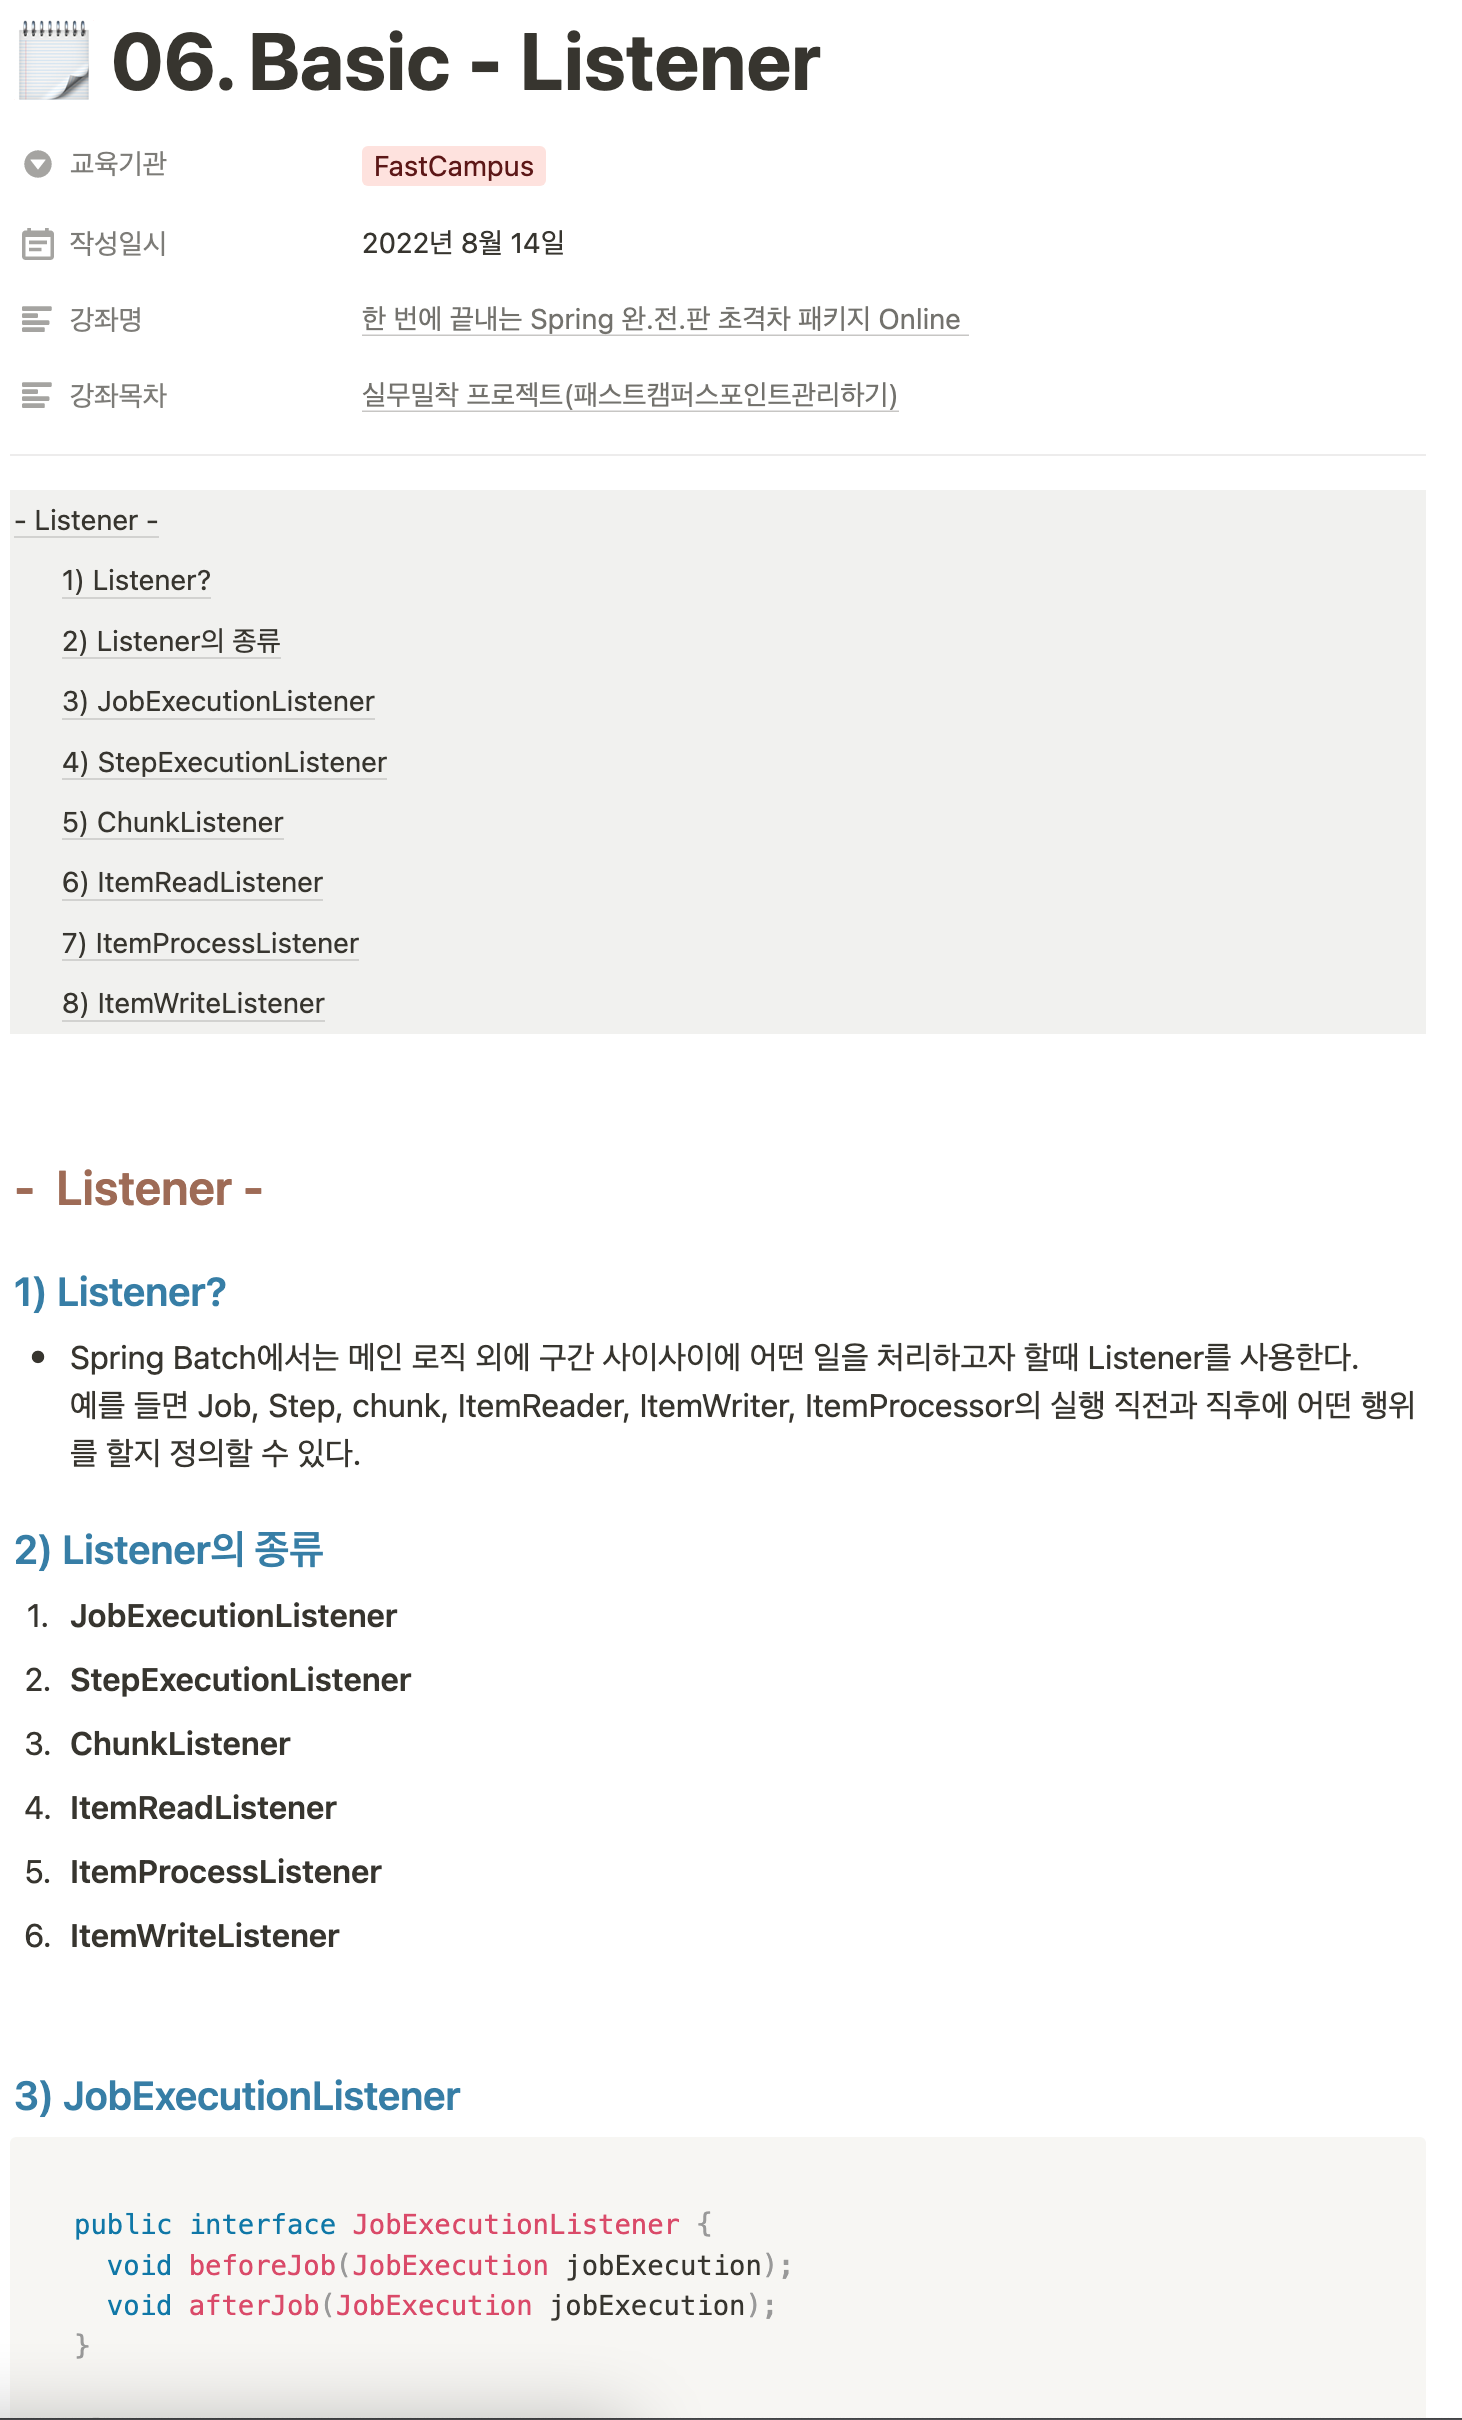 06. Basic - Listener
교육기관 FastCampus
작성일시 2022년 8월 14일
강좌명 한 번에 끝내는 Spring 완.전.판 초격차 패키지 Online
강좌목차 실무밀착 프로젝트(패스트캠퍼스포인트관리하기)
- Listener -
1) Listener?
2) Listener의 종류
3) JobExecutionListener
4) StepExecutionListener
5) ChunkListener
6) ItemReadListener
7) ItemProcessListener
8) ItemWriteListener
- Listener -
1) Listener?
• Spring Batch에서는 메인 로직 외에 구간 사이사이에 어떤 일을 처리하고자 할때 Listener를 사용한다.
예를 들면 Job, Step, chunk, ItemReader, ItemWriter, ItemProcessor의 실행 직전과 직후에 어떤 행위
를 할지 정의할 수 있다.
2) Listener의 종류
1. JobExecutionListener
2. StepExecutionListener
3. ChunkListener
4. ItemReadListener
5. ItemProcessListener
6. ItemWriteListener
3) JobExecutionListener
public interface JobExecutionListener {
void beforeJob(JobExecution jobExecution);
void afterJob(JobExecution jobExecution);
}